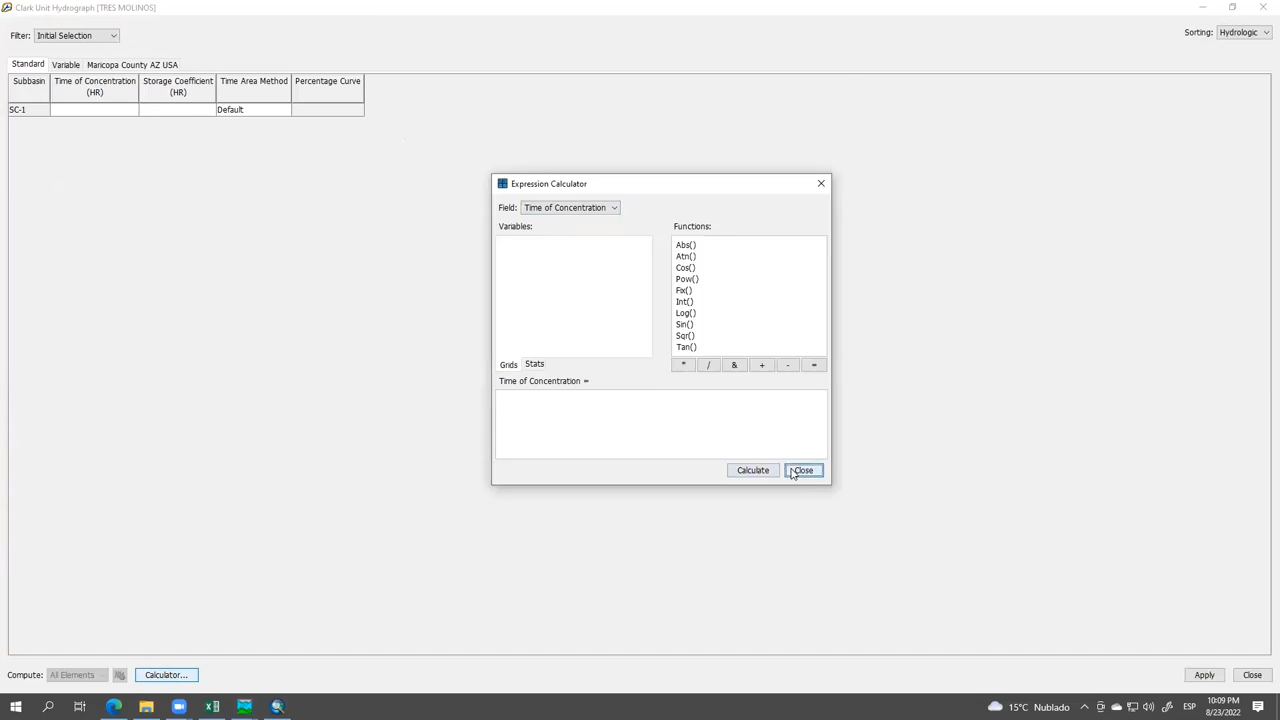 Clark Unit Hydrograph [TRES MOLINOS]
Filter: Initial Selection
Sorting: Hydrologic
Standard Variable Maricopa County AZ USA
Subbasin Time of Concentration (HR) Storage Coefficient (HR) Time Area Method Percentage Curve
SC-1 Default
Expression Calculator
Field: Time of Concentration
Variables: Functions:
Abs()
Atn()
Cos()
Pow()
Fix()
Int()
Log()
Sin()
Sqr()
Tan()
Grids Stats * / & + - =
Time of Concentration =
Calculate Close
Compute: All Elements Calculator... Apply Close
15°C Nublado ESP 10:09 PM
8/23/2022